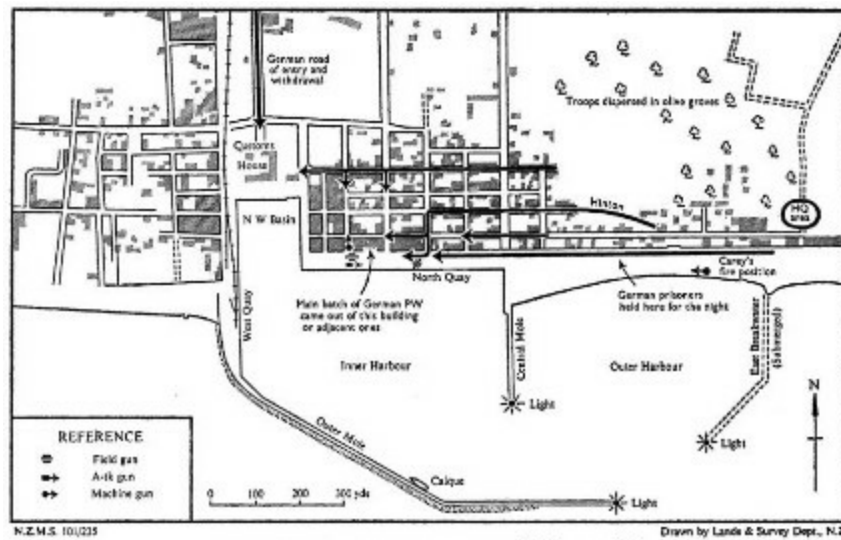 German road
of entry and
withdrawal
Troops dispersed in olive groves
Customs
House
Hinton
HQ
area
N W Basin
North Quay
Carey's
fire position
Main batch of German PW
came out of this building
or adjacent ones
German prisoners
held here for the night
West Quay
Inner Harbour
Central Mole
Outer Harbour
East Breakwater
(Submerged)
N
Light
Light
Outer Mole
Caique
Light
REFERENCE
Field gun
A-tk gun
Machine gun
0 100 200 300 yds
N.Z.M.S. 101/235
Drawn by Lands & Survey Dept., N.Z